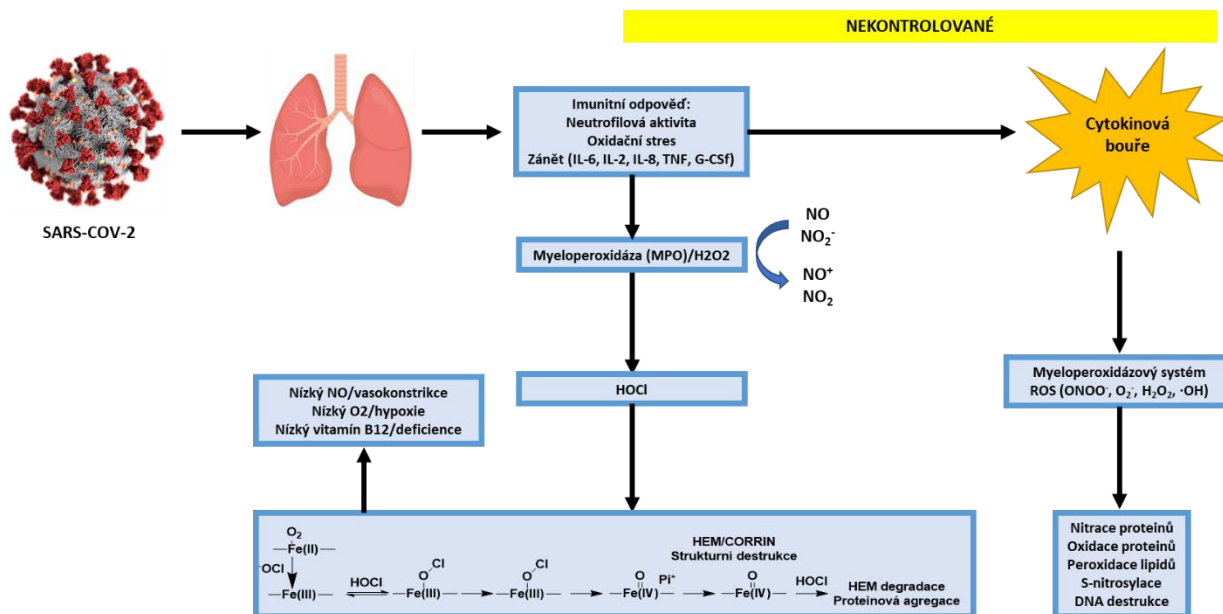 NEKONTROLOVANÉ
SARS-COV-2
Imunitní odpověď:
Neutrofilová aktivita
Oxidační stres
Zánět (IL-6, IL-2, IL-8, TNF, G-CSf)
Cytokinová
bouře
NO
NO₂⁻
NO⁺
NO₂
Myeloperoxidáza (MPO)/H2O2
HOCl
Nízký NO/vasokonstrikce
Nízký O2/hypoxie
Nízký vitamín B12/deficience
Myeloperoxidázový systém
ROS (ONOO⁻, O₂⁻, H₂O₂, ·OH)
Nitrace proteinů
Oxidace proteinů
Peroxidace lipidů
S-nitrosylace
DNA destrukce
HEM/CORRIN
Strukturni destrukce
O₂
Fe(II)
⁻OCl
Fe(III)
HOCl
Cl
O
Fe(III)
Cl
O
Fe(III)
O
Fe(IV)
Pi⁺
O
Fe(IV)
HOCl
HEM degradace
Proteinová agregace